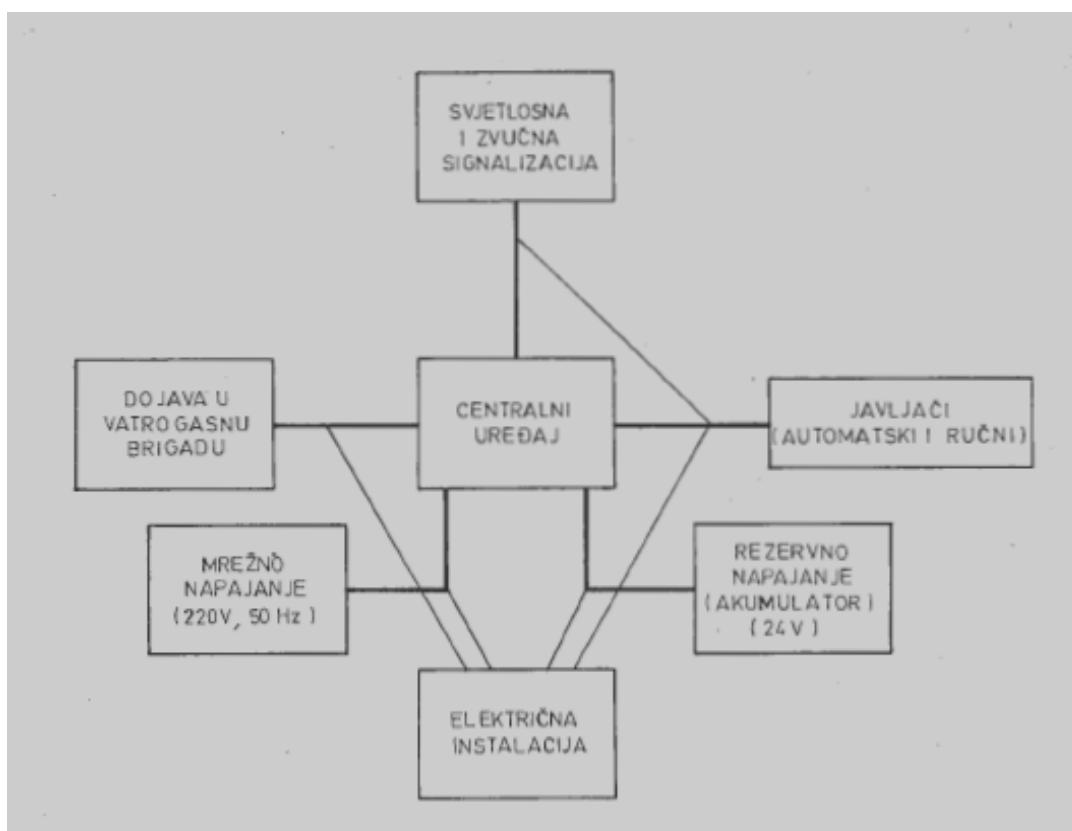 SVJETLOSNA
I ZVUČNA
SIGNALIZACIJA
DOJAVA U
VATROGASNU
BRIGADU
CENTRALNI
UREĐAJ
JAVLJAČI
(AUTOMATSKI I RUČNI)
MREŽNO
NAPAJANJE
(220V, 50 Hz)
REZERVNO
NAPAJANJE
(AKUMULATOR)
(24V)
ELEKTRIČNA
INSTALACIJA